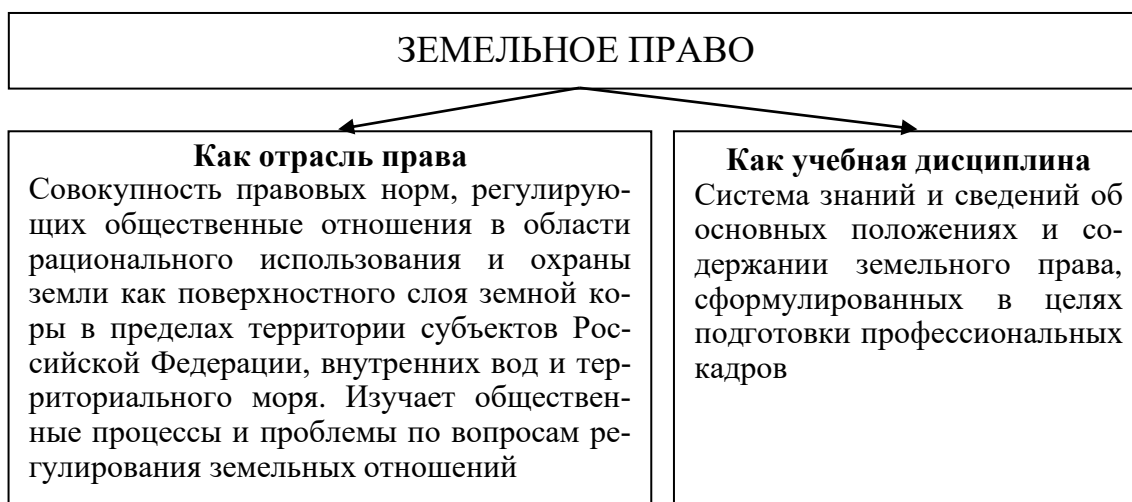 ЗЕМЕЛЬНОЕ ПРАВО
Как отрасль права
Совокупность правовых норм, регулирую-
щих общественные отношения в области
рационального использования и охраны
земли как поверхностного слоя земной ко-
ры в пределах территории субъектов Рос-
сийской Федерации, внутренних вод и тер-
риториального моря. Изучает обществен-
ные процессы и проблемы по вопросам ре-
гулирования земельных отношений
Как учебная дисциплина
Система знаний и сведений об
основных положениях и со-
держании земельного права,
сформулированных в целях
подготовки профессиональных
кадров